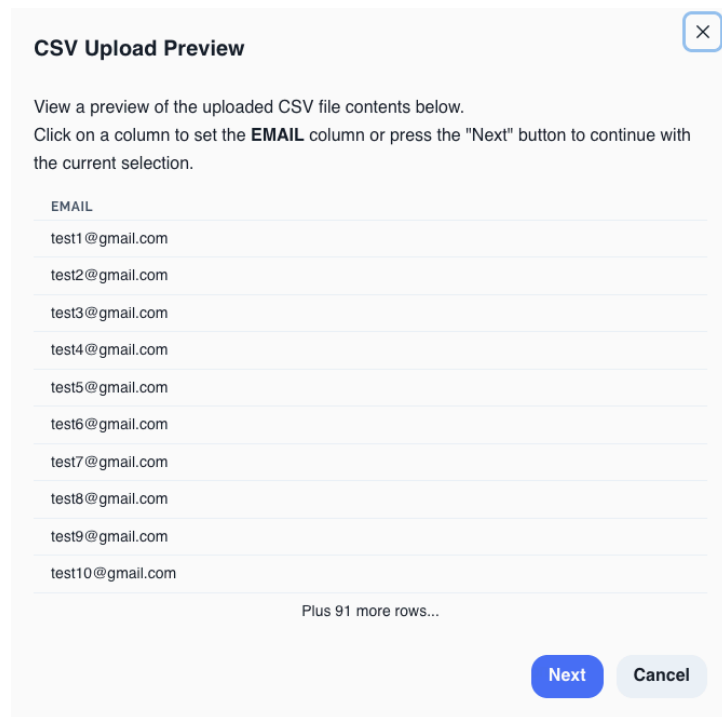 CSV Upload Preview
View a preview of the uploaded CSV file contents below.
Click on a column to set the EMAIL column or press the "Next" button to continue with
the current selection.
EMAIL
test1@gmail.com
test2@gmail.com
test3@gmail.com
test4@gmail.com
test5@gmail.com
test6@gmail.com
test7@gmail.com
test8@gmail.com
test9@gmail.com
test10@gmail.com
Plus 91 more rows...
Next Cancel